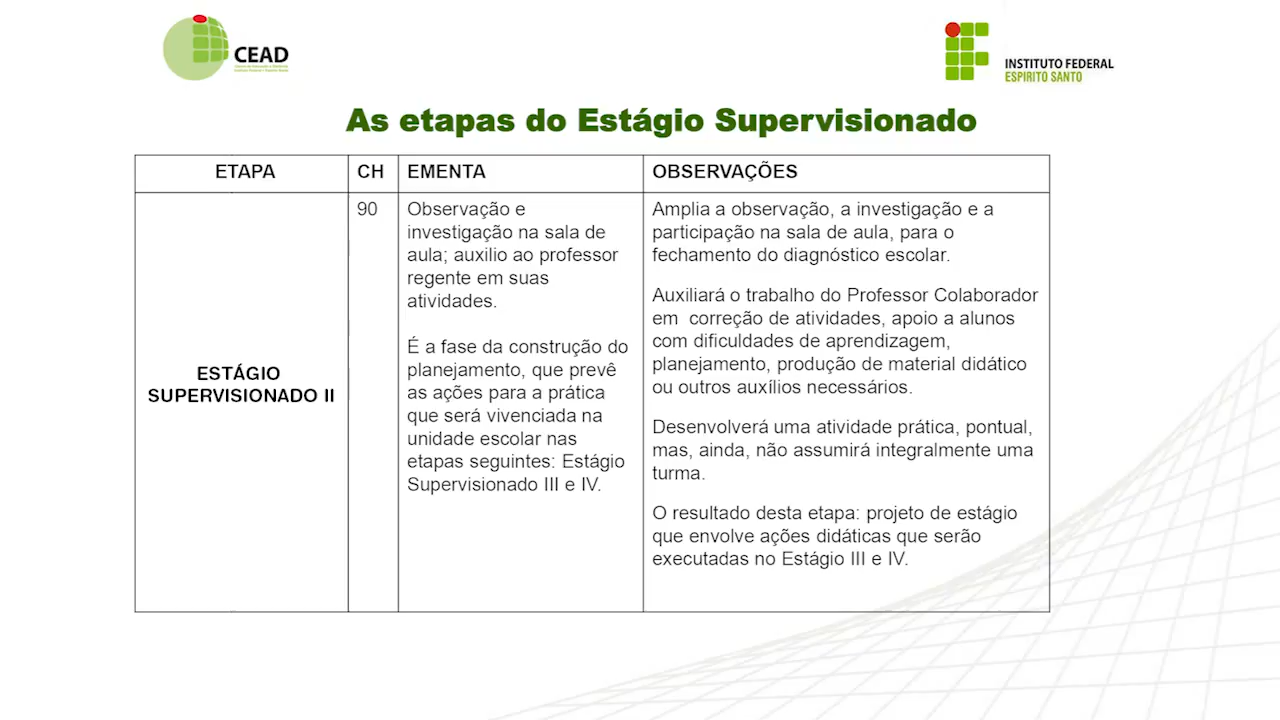 CEAD
INSTITUTO FEDERAL
ESPÍRITO SANTO
As etapas do Estágio Supervisionado
ETAPA
CH
EMENTA
OBSERVAÇÕES
ESTÁGIO
SUPERVISIONADO II
90
Observação e
investigação na sala de
aula; auxilio ao professor
regente em suas
atividades.
É a fase da construção do
planejamento, que prevê
as ações para a prática
que será vivenciada na
unidade escolar nas
etapas seguintes: Estágio
Supervisionado III e IV.
Amplia a observação, a investigação e a
participação na sala de aula, para o
fechamento do diagnóstico escolar.
Auxiliará o trabalho do Professor Colaborador
em correção de atividades, apoio a alunos
com dificuldades de aprendizagem,
planejamento, produção de material didático
ou outros auxílios necessários.
Desenvolverá uma atividade prática, pontual,
mas, ainda, não assumirá integralmente uma
turma.
O resultado desta etapa: projeto de estágio
que envolve ações didáticas que serão
executadas no Estágio III e IV.